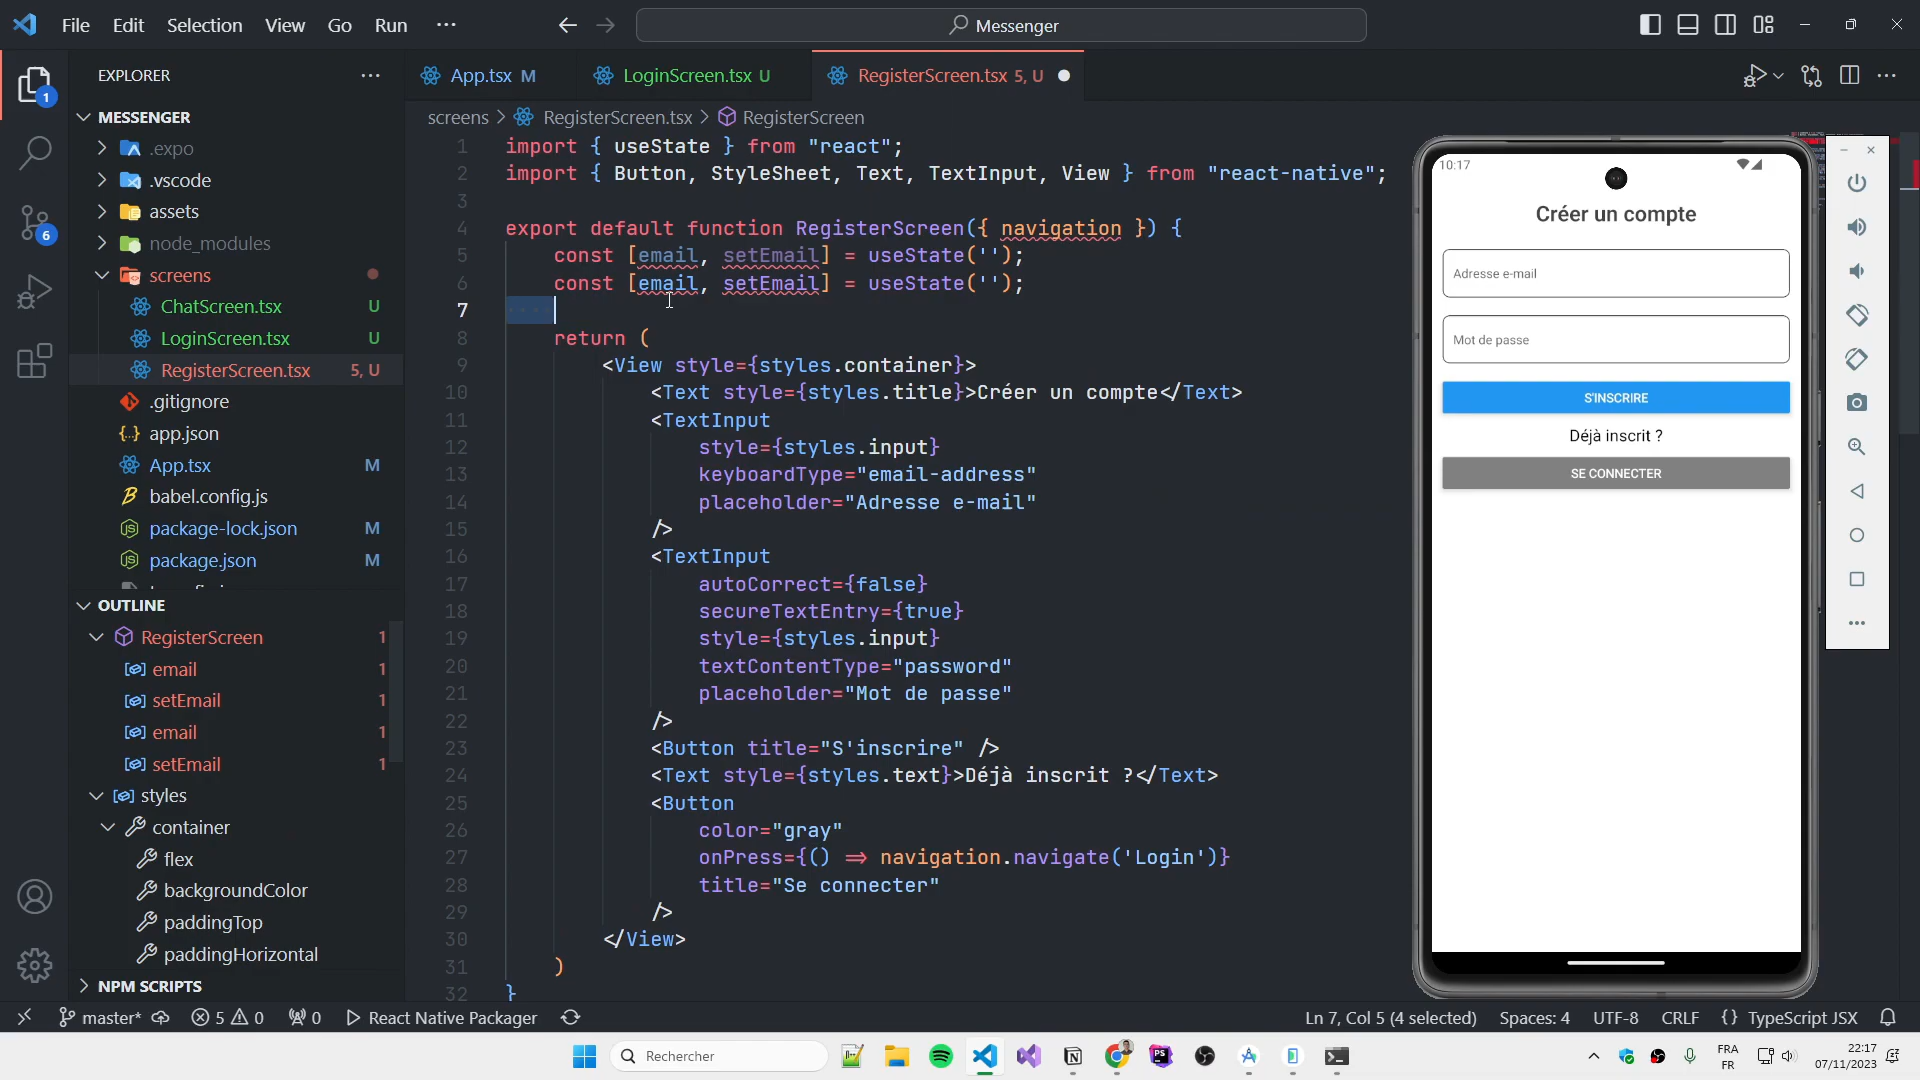 File Edit Selection View Go Run ··· Messenger
EXPLORER ···
App.tsx M LoginScreen.tsx U RegisterScreen.tsx 5, U
MESSENGER
.expo
.vscode
assets
node_modules
screens
ChatScreen.tsx U
LoginScreen.tsx U
RegisterScreen.tsx 5, U
.gitignore
app.json
App.tsx M
babel.config.js
package-lock.json M
package.json M
OUTLINE
RegisterScreen 1
email 1
setEmail 1
email 1
setEmail 1
styles
container
flex
backgroundColor
paddingTop
paddingHorizontal
NPM SCRIPTS
screens > RegisterScreen.tsx > RegisterScreen
1 import { useState } from "react";
2 import { Button, StyleSheet, Text, TextInput, View } from "react-native";
3
4 export default function RegisterScreen({ navigation }) {
5 const [email, setEmail] = useState('');
6 const [email, setEmail] = useState('');
7
8 return (
9 <View style={styles.container}>
10 <Text style={styles.title}>Créer un compte</Text>
11 <TextInput
12 style={styles.input}
13 keyboardType="email-address"
14 placeholder="Adresse e-mail"
15 />
16 <TextInput
17 autoCorrect={false}
18 secureTextEntry={true}
19 style={styles.input}
20 textContentType="password"
21 placeholder="Mot de passe"
22 />
23 <Button title="S'inscrire" />
24 <Text style={styles.text}>Déjà inscrit ?</Text>
25 <Button
26 color="gray"
27 onPress={() => navigation.navigate('Login')}
28 title="Se connecter"
29 />
30 </View>
31 )
32 }
10:17
Créer un compte
Adresse e-mail
Mot de passe
S'INSCRIRE
Déjà inscrit ?
SE CONNECTER
1
6
master* 5 0 0 React Native Packager Ln 7, Col 5 (4 selected) Spaces: 4 UTF-8 CRLF {} TypeScript JSX
Rechercher
FRA
FR
22:17
07/11/2023